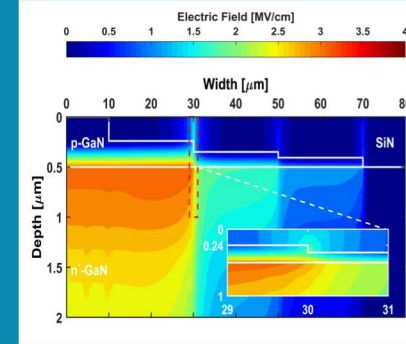 Electric Field [MV/cm]
0 0.5 1 1.5 2 2.5 3 3.5 4
Width [μm]
0 10 20 30 40 50 60 70 80
p-GaN
SiN
n⁻-GaN
Depth [μm]
0
0.5
1
1.5
2
0
0.24
1
29 30 31